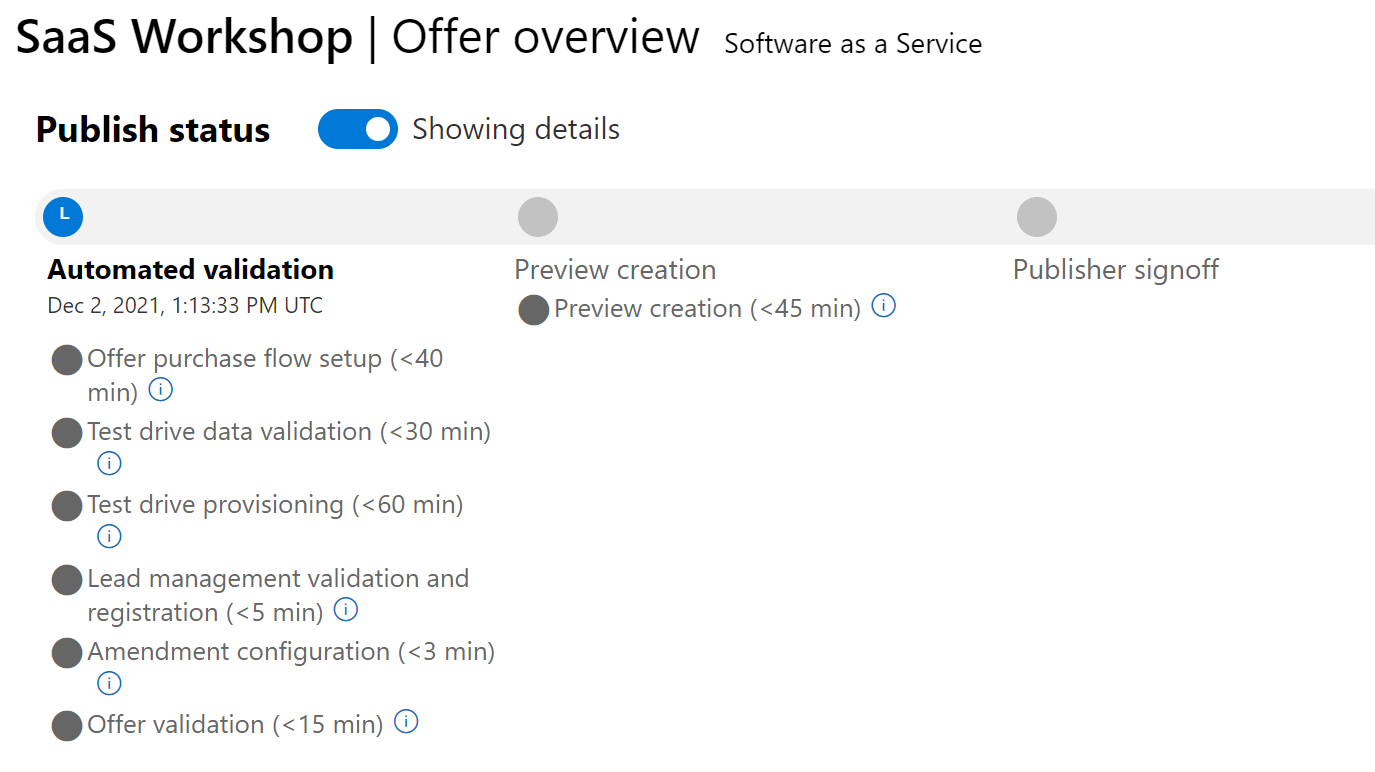 SaaS Workshop | Offer overview Software as a Service
Publish status Showing details
Automated validation
Dec 2, 2021, 1:13:33 PM UTC
Offer purchase flow setup (<40
min)
Test drive data validation (<30 min)
Test drive provisioning (<60 min)
Lead management validation and
registration (<5 min)
Amendment configuration (<3 min)
Offer validation (<15 min)
Preview creation
Preview creation (<45 min)
Publisher signoff